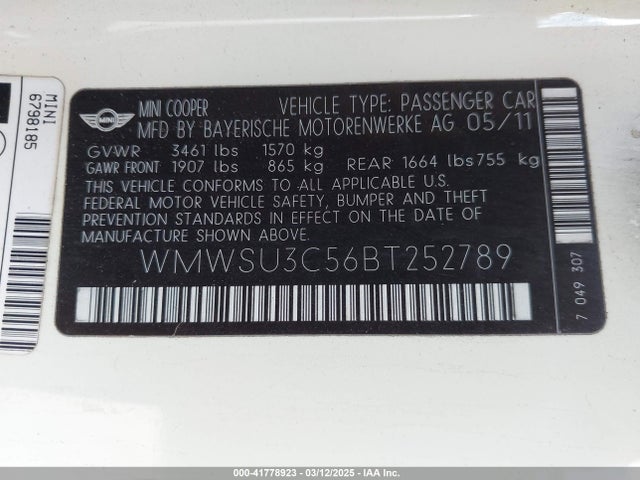 MINI
6798185
MINI
MINI COOPER VEHICLE TYPE: PASSENGER CAR
MFD BY BAYERISCHE MOTORENWERKE AG 05/11
GVWR 3461 lbs 1570 kg
GAWR FRONT 1907 lbs 865 kg REAR 1664 lbs 755 kg
THIS VEHICLE CONFORMS TO ALL APPLICABLE U.S.
FEDERAL MOTOR VEHICLE SAFETY, BUMPER AND THEFT
PREVENTION STANDARDS IN EFFECT ON THE DATE OF
MANUFACTURE SHOWN ABOVE.
WMWSU3C56BT252789
7 049 307
000-41778923 - 03/12/2025 - IAA Inc.